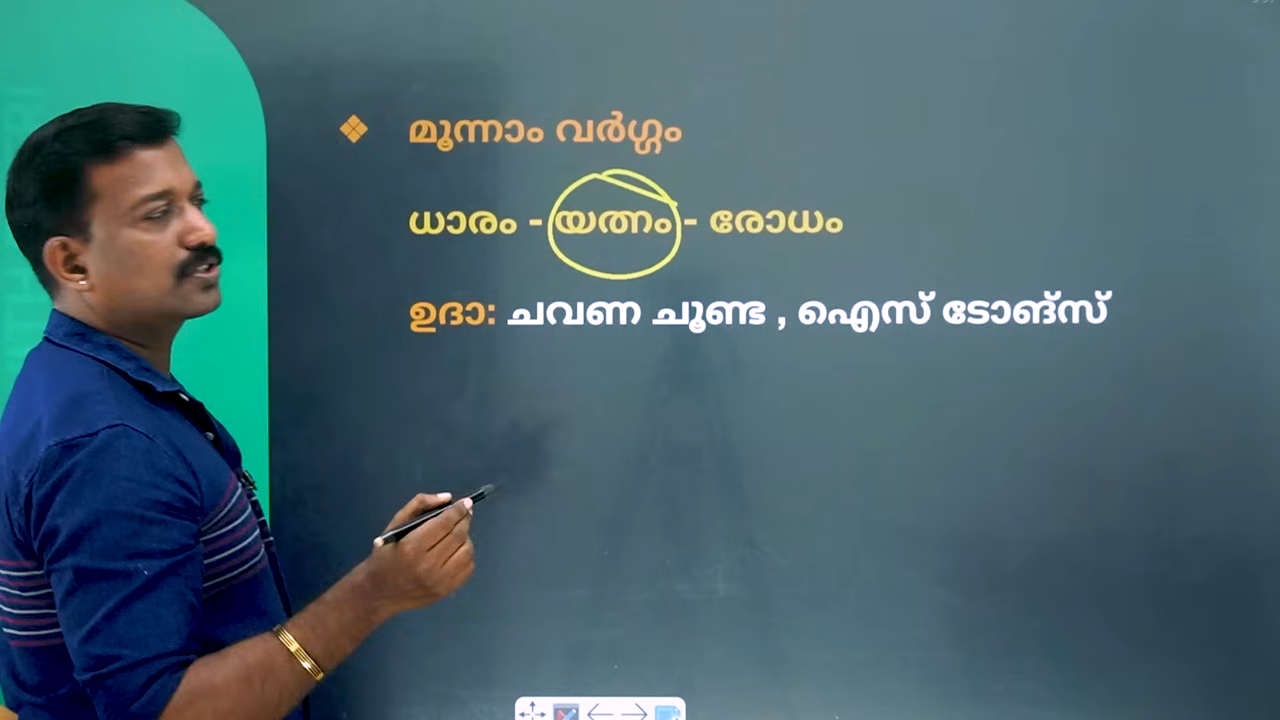 മൂന്നാം വർഗ്ഗം
ധാരം - യത്നം - രോധം
ഉദാ: ചവണ ചൂണ്ട , ഐസ് ടോങ്സ്